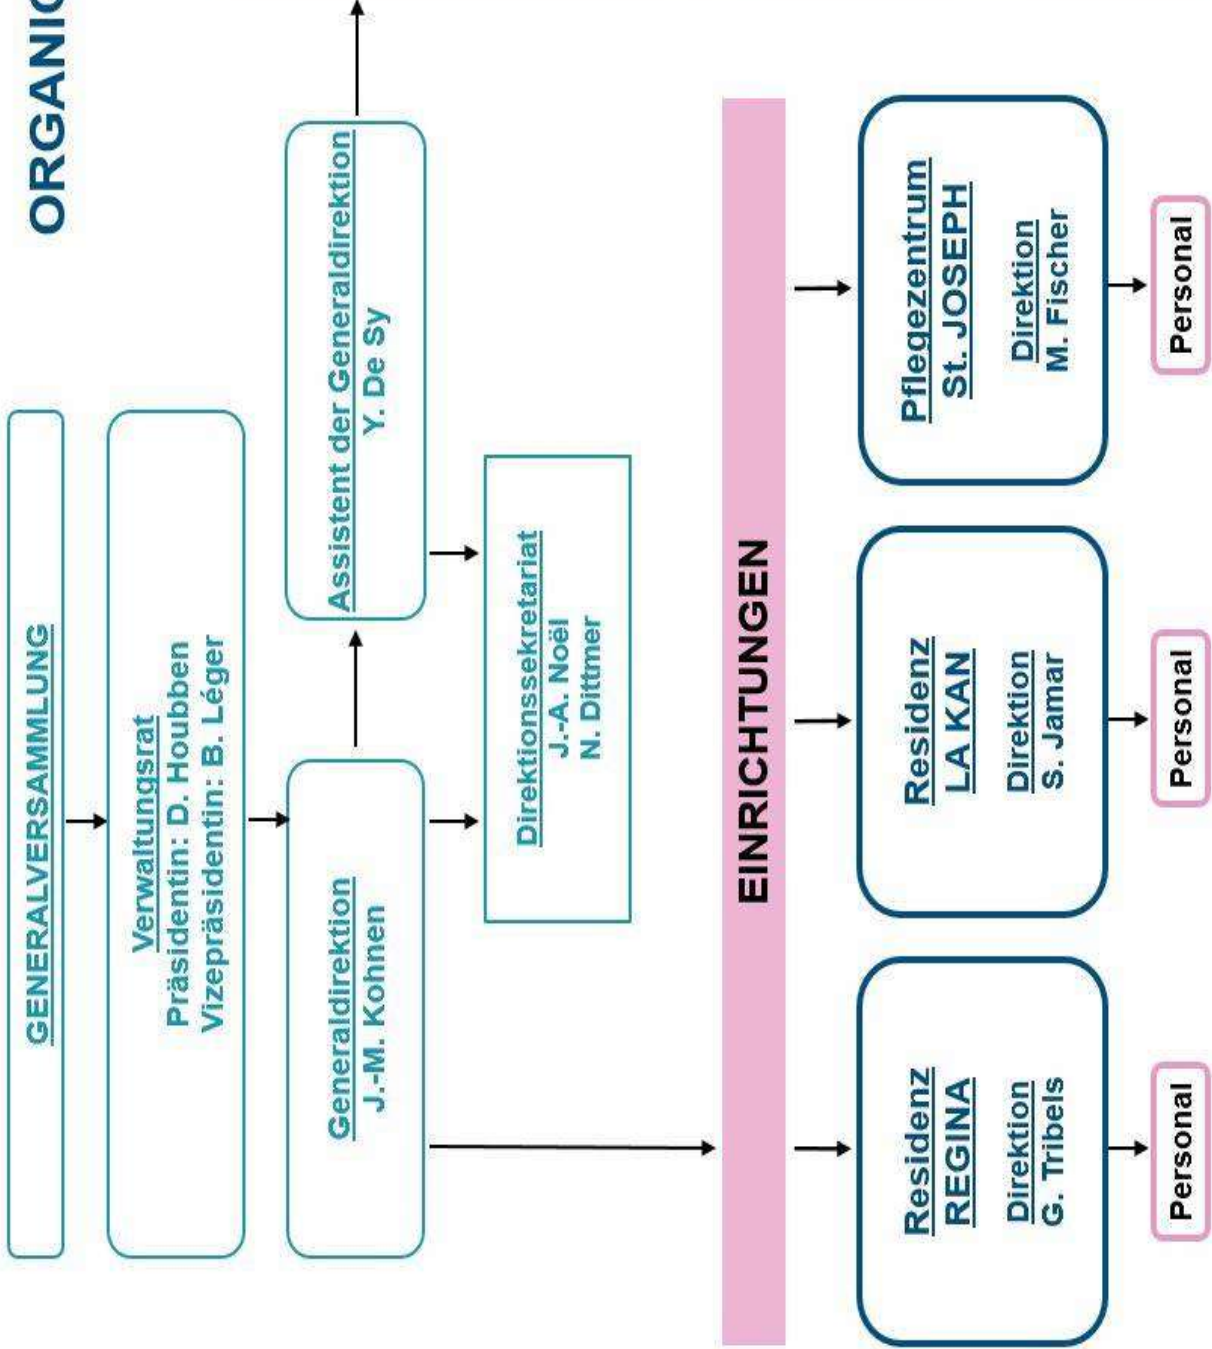 ORGANIG
GENERALVERSAMMLUNG
Verwaltungsrat
Präsidentin: D. Houbben
Vizepräsidentin: B. Léger
Generaldirektion
J.-M. Kohnen
Assistent der Generaldirektion
Y. De Sy
Direktionssekretariat
J.-A. Noël
N. Dittmer
EINRICHTUNGEN
Residenz
REGINA
Direktion
G. Tribels
Personal
Residenz
LA KAN
Direktion
S. Jamar
Personal
Pflegezentrum
St. JOSEPH
Direktion
M. Fischer
Personal